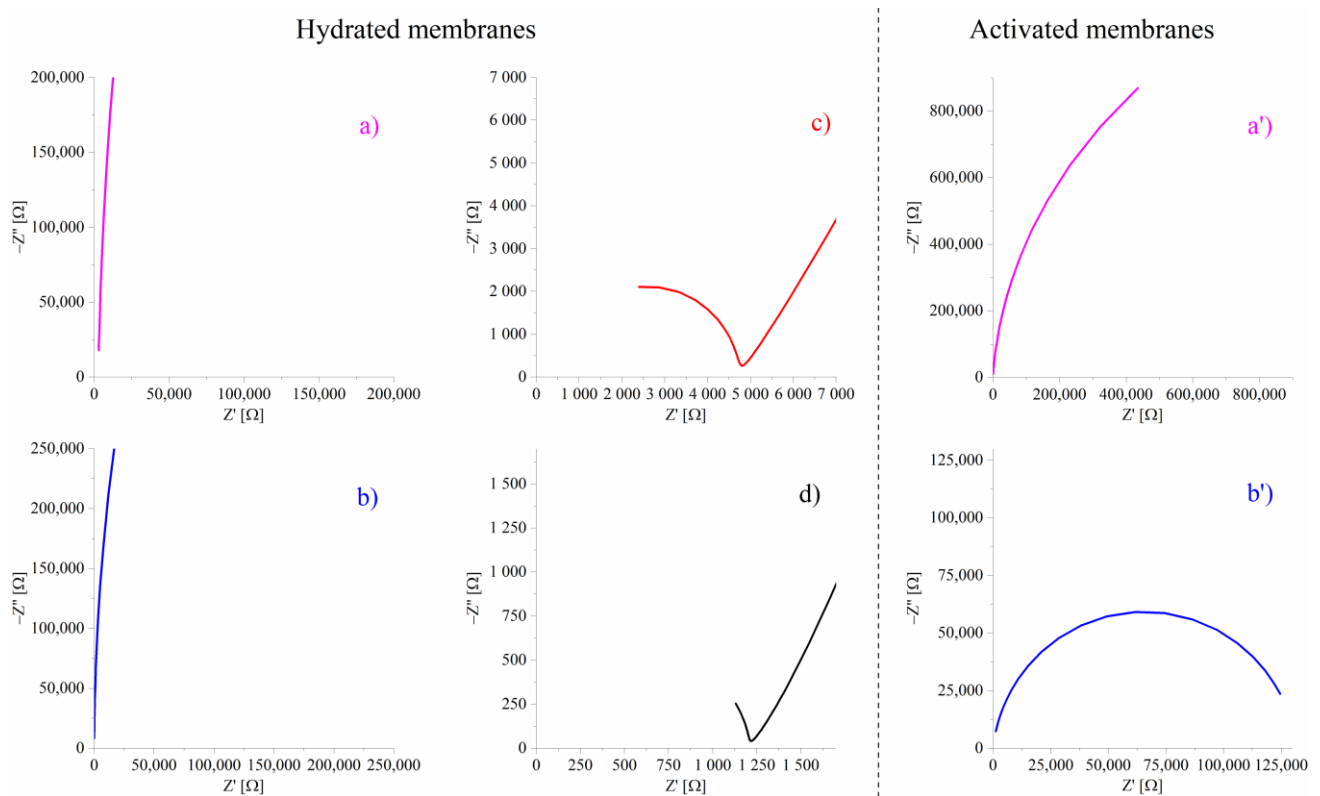 Hydrated membranes
Activated membranes
200,000
150,000
100,000
50,000
0
–Z'' [Ω]
0 50,000 100,000 150,000 200,000
Z' [Ω]
a)
7 000
6 000
5 000
4 000
3 000
2 000
1 000
0
–Z'' [Ω]
0 1 000 2 000 3 000 4 000 5 000 6 000 7 000
Z' [Ω]
c)
800,000
600,000
400,000
200,000
0
–Z'' [Ω]
0 200,000 400,000 600,000 800,000
Z' [Ω]
a')
250,000
200,000
150,000
100,000
50,000
0
–Z'' [Ω]
0 50,000 100,000 150,000 200,000 250,000
Z' [Ω]
b)
1 500
1 250
1 000
750
500
250
0
–Z'' [Ω]
0 250 500 750 1 000 1 250 1 500
Z' [Ω]
d)
125,000
100,000
75,000
50,000
25,000
0
–Z'' [Ω]
0 25,000 50,000 75,000 100,000 125,000
Z' [Ω]
b')